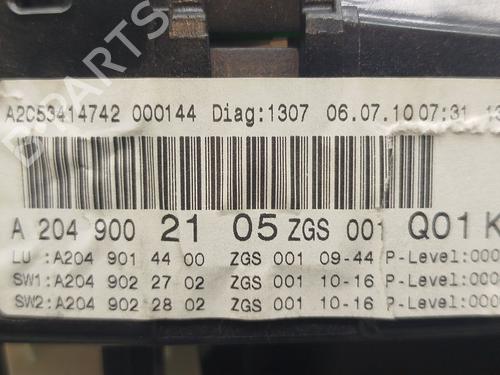 A2C53414742 000144 Diag:1307 06.07.10 07:31 13
A 204 900 21 05 ZGS 001 Q01 K
LU :A204 901 44 00 ZGS 001 09-44 P-Level:000
SW1:A204 902 27 02 ZGS 001 10-16 P-Level:000
SW2:A204 902 28 02 ZGS 001 10-16 P-Level:000
B-PARTS